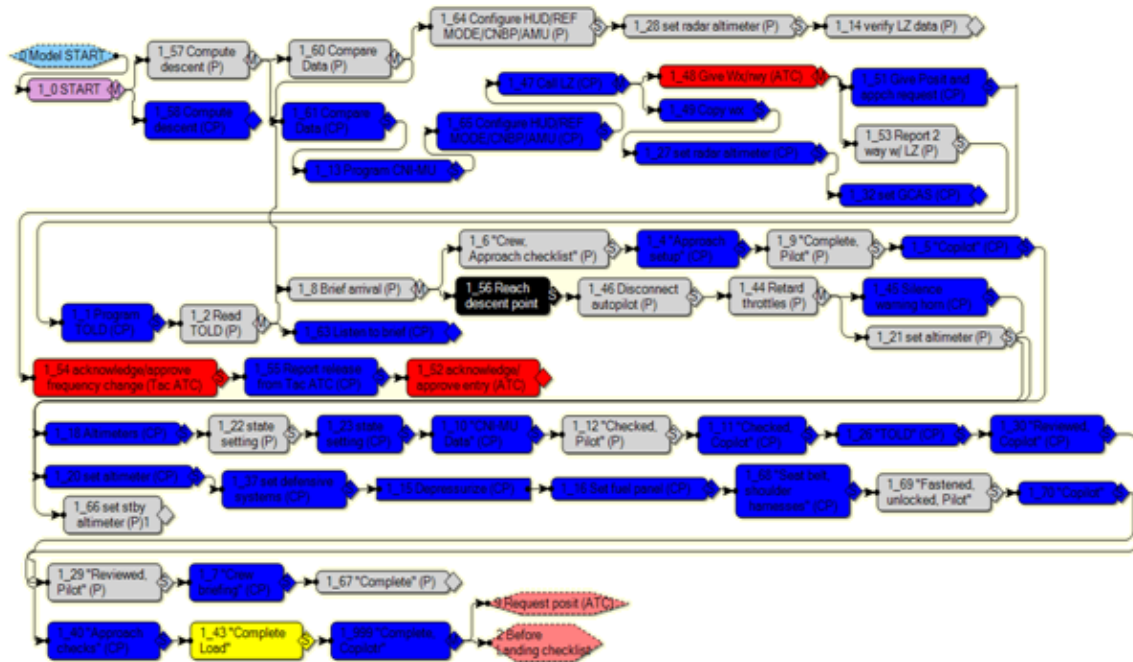 1_64 Configure HUD/REF
MODE/CNBP/AMU (P)
1_28 set radar altimeter (P)
1_14 verify LZ data (P)
0 Model START
1_57 Compute
descent (P)
1_60 Compare
Data (P)
1_0 START
1_58 Compute
descent (CP)
1_61 Compare
Data (CP)
1_13 Program CNI-MU
1_65 Configure HUD/REF
MODE/CNBP/AMU (CP)
1_47 Call LZ (CP)
1_48 Give Wx/rwy (ATC)
1_49 Copy wx
1_27 set radar altimeter (CP)
1_51 Give Posit and
appch request (CP)
1_53 Report 2
way w/ LZ (P)
1_32 set GCAS (CP)
1_6 "Crew,
Approach checklist" (P)
1_4 "Approach
setup" (CP)
1_9 "Complete,
Pilot" (P)
1_5 "Copilot" (CP)
1_8 Brief arrival (P)
1_56 Reach
descent point
1_46 Disconnect
autopilot (P)
1_44 Retard
throttles (P)
1_45 Silence
warning horn (CP)
1_1 Program
TOLD (CP)
1_2 Read
TOLD (P)
1_63 Listen to brief (CP)
1_21 set altimeter (P)
1_54 acknowledge/approve
frequency change (Tac ATC)
1_55 Report release
from Tac ATC (CP)
1_52 acknowledge/
approve entry (ATC)
1_18 Altimeters (CP)
1_22 state
setting (P)
1_23 state
setting (CP)
1_10 "CNI-MU
Data" (CP)
1_12 "Checked,
Pilot" (P)
1_11 "Checked,
Copilot" (CP)
1_26 "TOLD" (CP)
1_30 "Reviewed,
Copilot" (CP)
1_20 set altimeter (CP)
1_37 set defensive
systems (CP)
1_15 Depressurize (CP)
1_16 Set fuel panel (CP)
1_68 "Seat belt,
shoulder
harnesses" (CP)
1_69 "Fastened,
unlocked, Pilot"
1_70 "Copilot"
1_66 set stby
altimeter (P)1
1_29 "Reviewed,
Pilot" (P)
1_7 "Crew
briefing" (CP)
1_67 "Complete" (P)
1_40 "Approach
checks" (CP)
1_43 "Complete
Load"
1_999 "Complete,
Copilot"
9 Request posit (ATC)
2 Before
Landing checklist